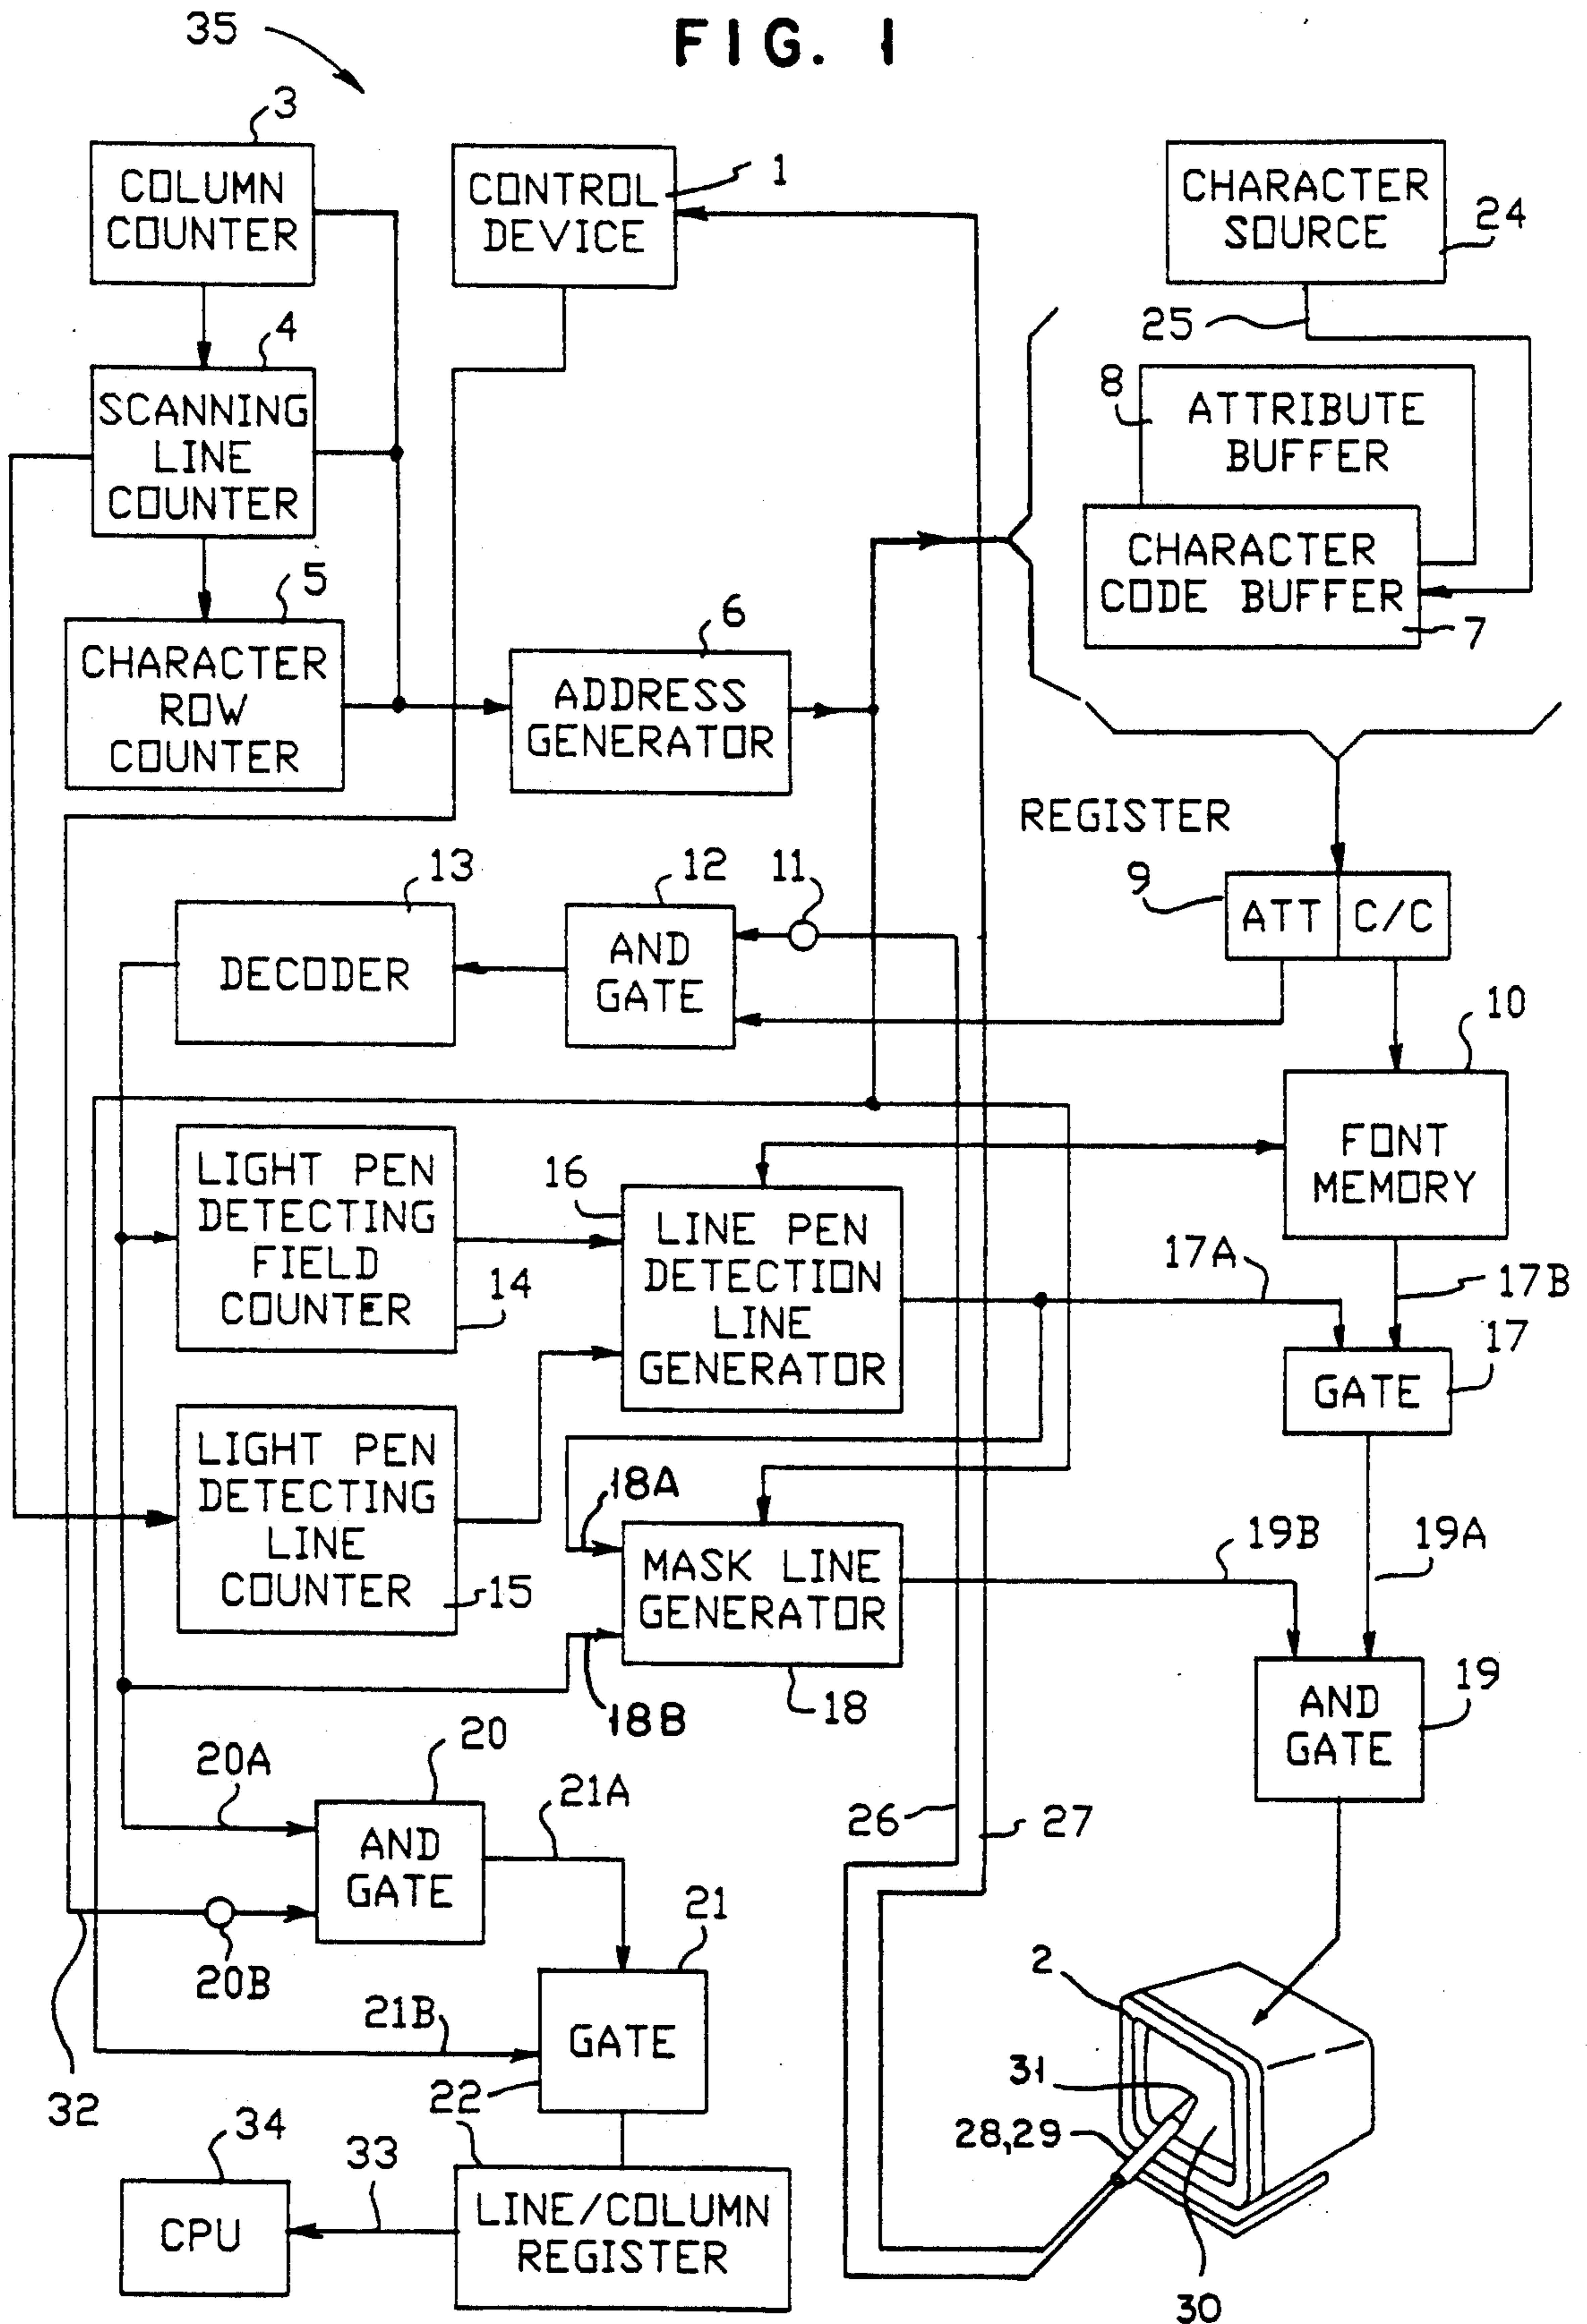 FIG. 1
35
3
COLUMN
COUNTER
1
CONTROL
DEVICE
CHARACTER
SOURCE
24
25
4
SCANNING
LINE
COUNTER
8
ATTRIBUTE
BUFFER
CHARACTER
CODE BUFFER
7
5
CHARACTER
ROW
COUNTER
6
ADDRESS
GENERATOR
REGISTER
9
ATT
C/C
13
DECODER
12
AND
GATE
11
10
FONT
MEMORY
LIGHT PEN
DETECTING
FIELD
COUNTER
14
16
LINE PEN
DETECTION
LINE
GENERATOR
17A
17B
17
GATE
LIGHT PEN
DETECTING
LINE
COUNTER
15
18A
MASK LINE
GENERATOR
18
18B
19B
19A
19
AND
GATE
20A
20
AND
GATE
21A
20B
26
27
21
GATE
21B
32
22
LINE/COLUMN
REGISTER
33
34
CPU
2
31
28,29
30